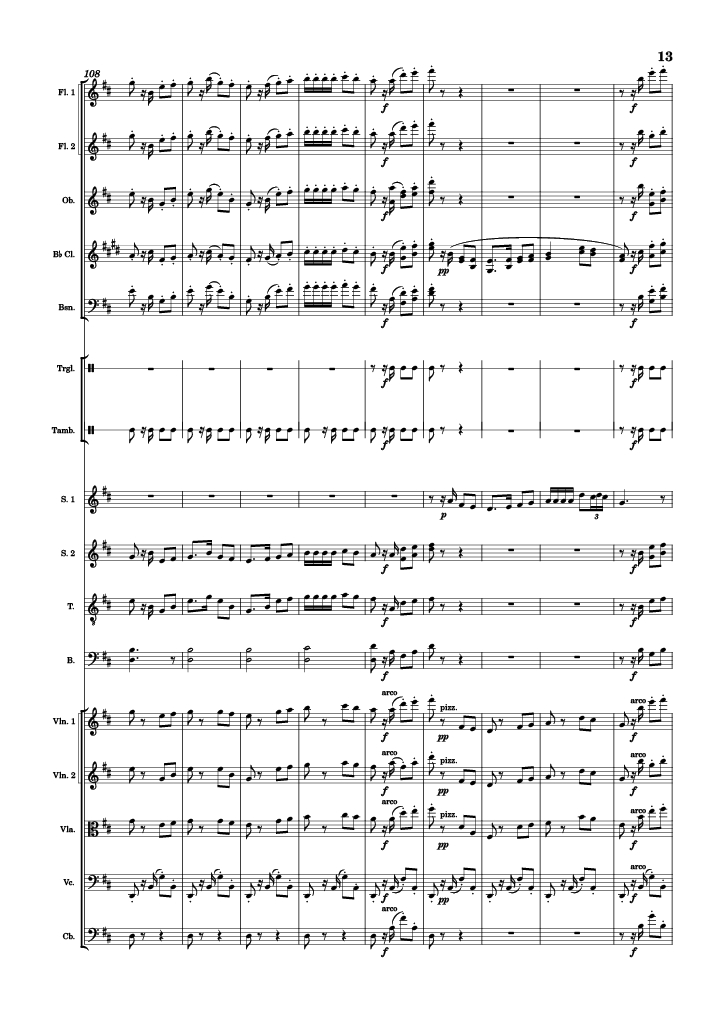 13
108
Fl. 1
f
f
Fl. 2
f
f
Ob.
f
f
B♭ Cl.
f
pp
f
Bsn.
f
f
Trgl.
f
f
Tamb.
f
f
S. 1
p
3
S. 2
f
f
T.
f
f
B.
f
f
arco
pizz.
arco
Vln. 1
f
pp
f
arco
pizz.
arco
Vln. 2
f
pp
f
arco
pizz.
arco
Vla.
f
pp
f
arco
Vc.
f
pp
f
arco
Cb.
f
f